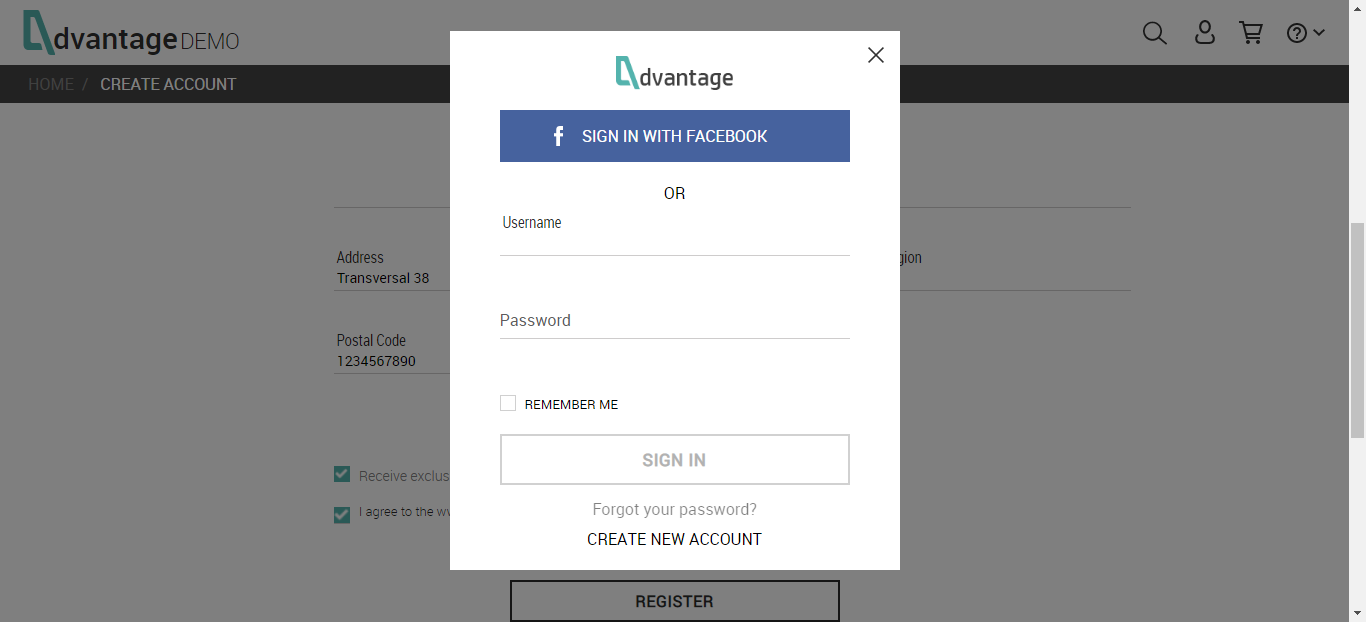 dvantage DEMO
HOME / CREATE ACCOUNT
dvantage
SIGN IN WITH FACEBOOK
OR
Username
Address
gion
Transversal 38
Password
Postal Code
1234567890
REMEMBER ME
SIGN IN
Receive exclus
Forgot your password?
I agree to the w
CREATE NEW ACCOUNT
REGISTER